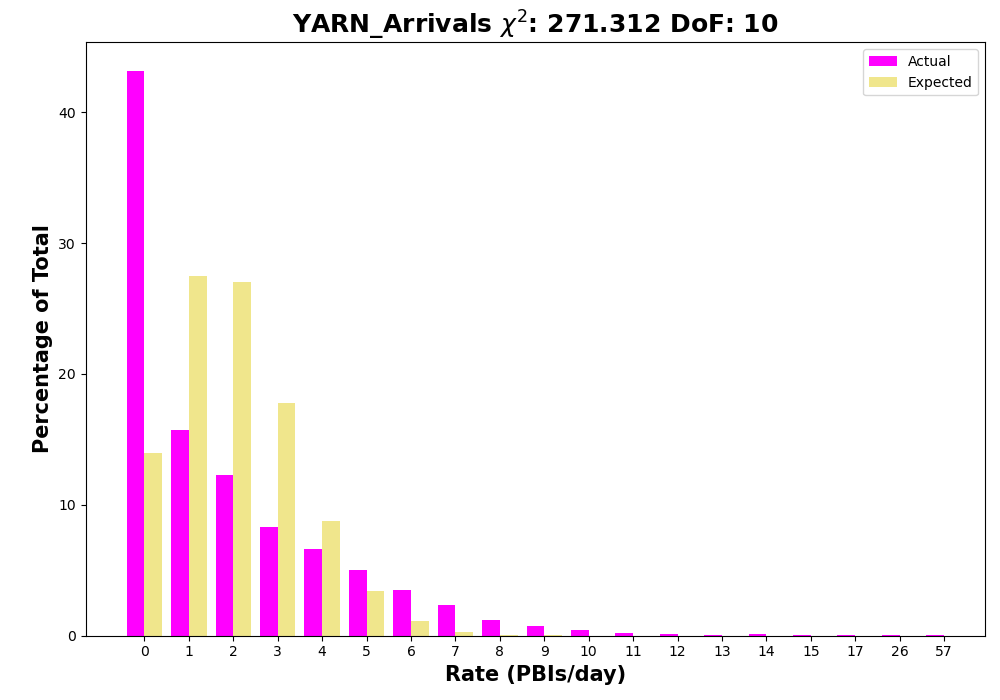 YARN_Arrivals χ²: 271.312 DoF: 10
Actual
Expected
Percentage of Total
40
30
20
10
0
0 1 2 3 4 5 6 7 8 9 10 11 12 13 14 15 17 26 57
Rate (PBIs/day)